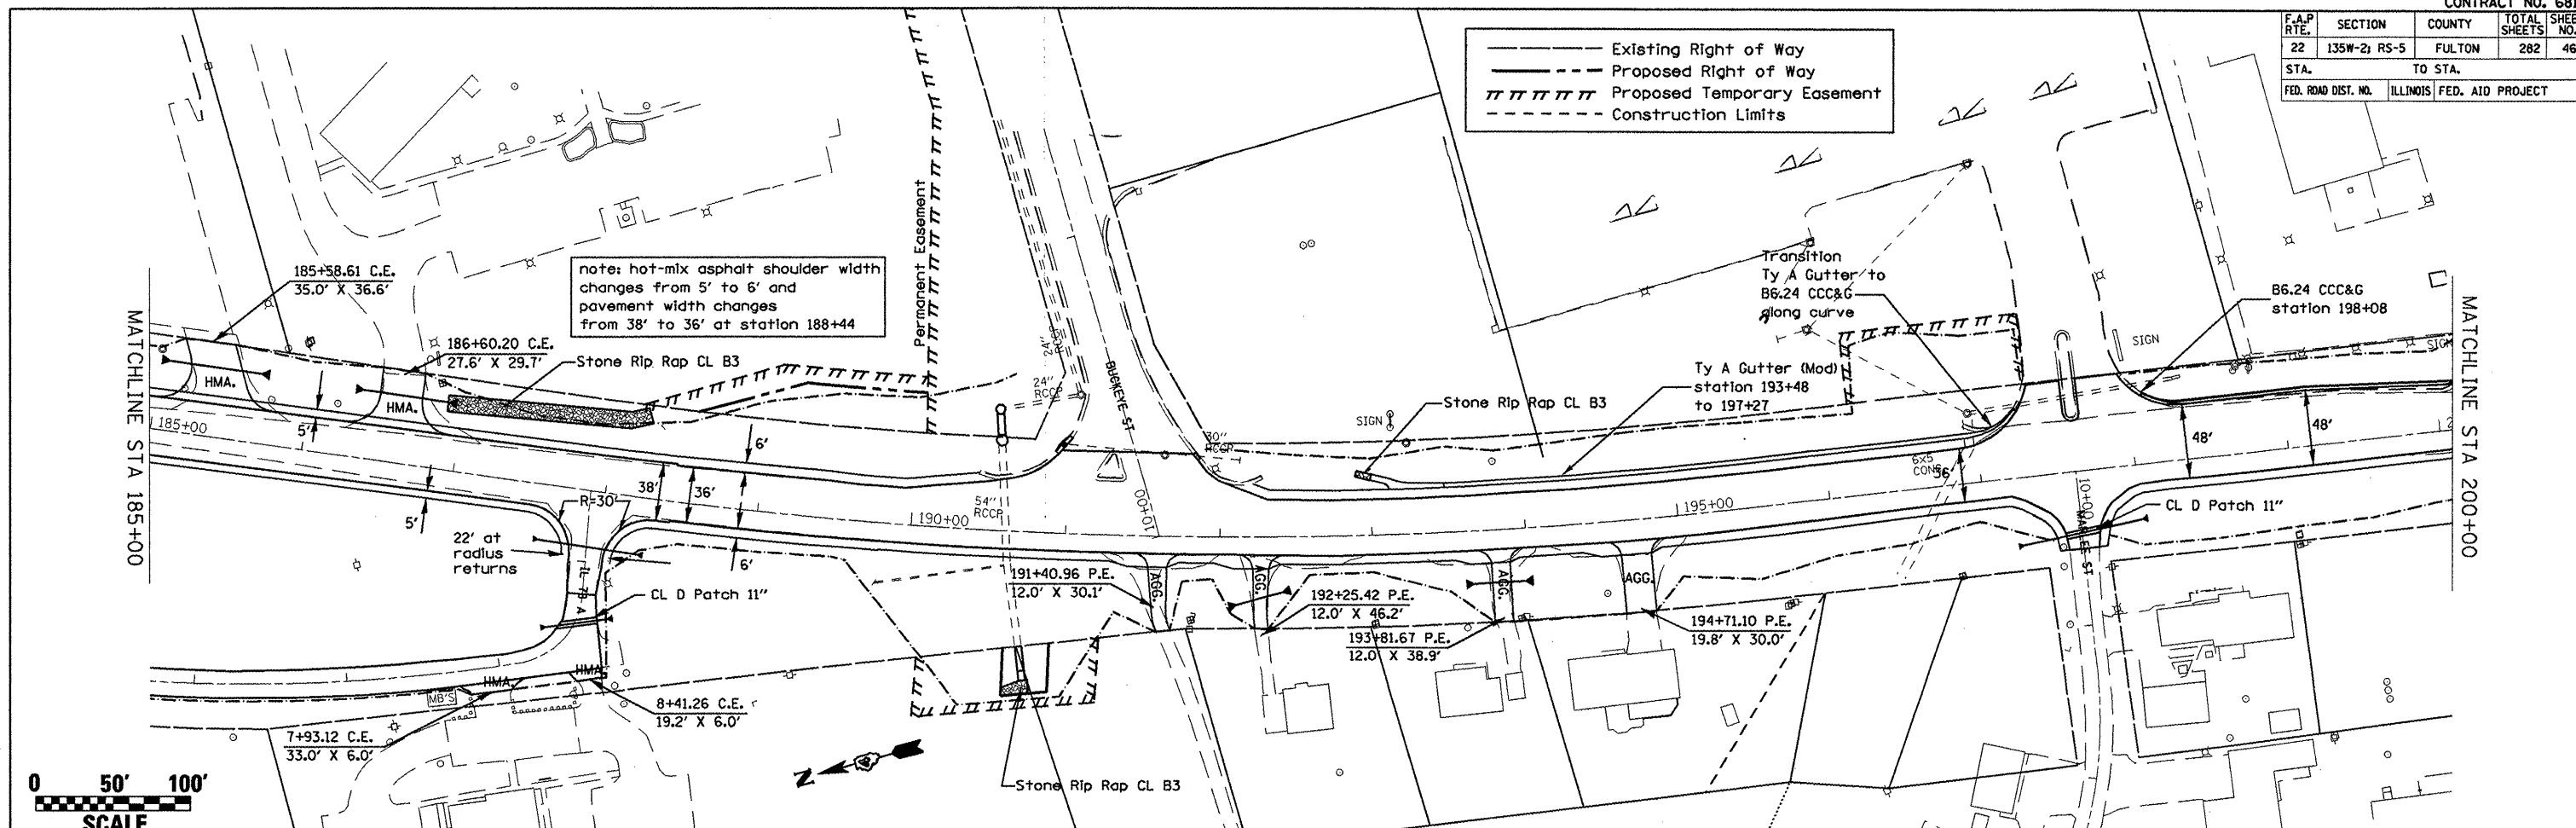 CONTRACT NO.
F.A.P RTE.
SECTION
COUNTY
TOTAL SHEETS
22
135W-2; RS-5
FULTON
282
46
STA.
TO STA.
FED. ROAD DIST. NO.
ILLINOIS
FED. AID PROJECT
Existing Right of Way
Proposed Right of Way
Proposed Temporary Easement
Construction Limits
Permanent Easement
note: hot-mix asphalt shoulder width
changes from 5' to 6' and
pavement width changes
from 38' to 36' at station 188+44
185+58.61 C.E.
35.0' X 36.6'
186+60.20 C.E.
27.6' X 29.7'
Stone Rip Rap CL B3
MATCHLINE STA 185+00
HMA.
HMA.
185+00
5'
5'
R=30'
22' at
radius
returns
38'
36'
6'
6'
CL D Patch 11"
HMA.
HMA.
MB'S
7+93.12 C.E.
33.0' X 6.0'
8+41.26 C.E.
19.2' X 6.0'
190+00
54"
RCCP
24"
RCCP
24"
RCCP
BUCKEYE ST
10+00
30"
RCCP
SIGN
Stone Rip Rap CL B3
Transition
Ty A Gutter to
B6.24 CCC&G
along curve
Ty A Gutter (Mod)
station 193+48
to 197+27
195+00
6x5
36'
10+00
SIGN
SIGN
B6.24 CCC&G
station 198+08
48'
48'
CL D Patch 11"
MATCHLINE STA 200+00
191+40.96 P.E.
12.0' X 30.1'
AGG.
AGG.
192+25.42 P.E.
12.0' X 46.2'
193+81.67 P.E.
12.0' X 38.9'
AGG.
AGG.
194+71.10 P.E.
19.8' X 30.0'
Stone Rip Rap CL B3
N
0 50' 100'
SCALE